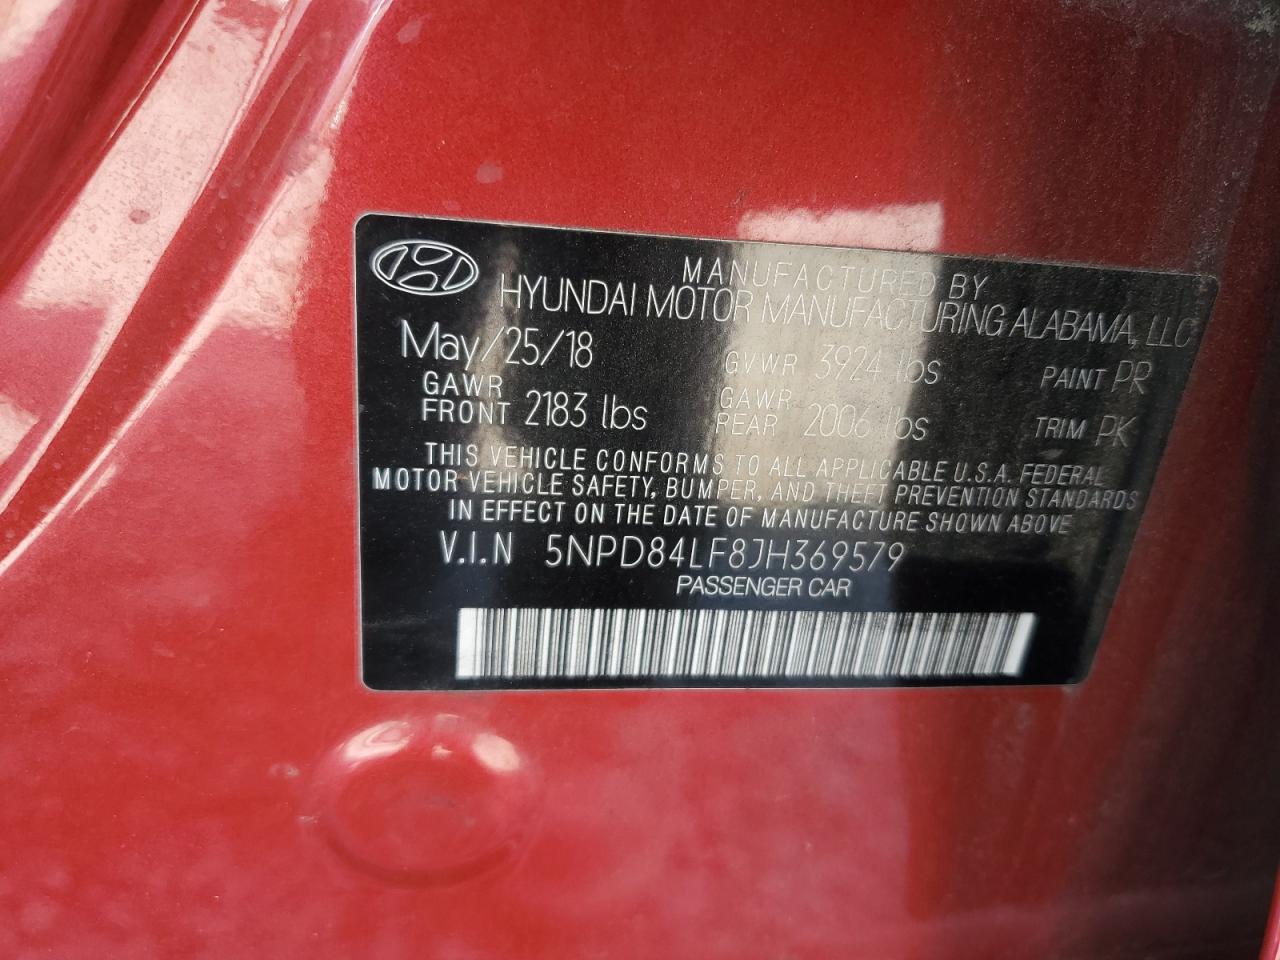 MANUFACTURED BY
HYUNDAI MOTOR MANUFACTURING ALABAMA, LLC
May/25/18 GVWR 3924 lbs PAINT PR
GAWR FRONT 2183 lbs GAWR REAR 2006 lbs TRIM PK
THIS VEHICLE CONFORMS TO ALL APPLICABLE U.S.A. FEDERAL
MOTOR VEHICLE SAFETY, BUMPER, AND THEFT PREVENTION STANDARDS
IN EFFECT ON THE DATE OF MANUFACTURE SHOWN ABOVE
V.I.N 5NPD84LF8JH369579
PASSENGER CAR